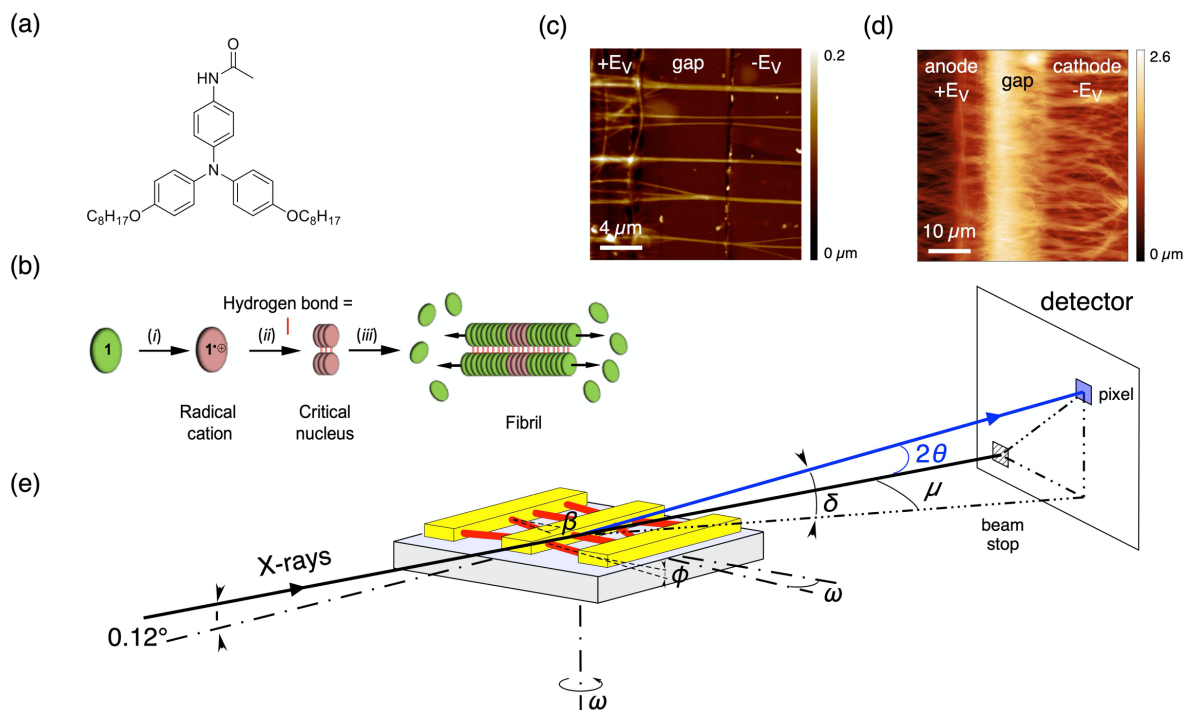 (a)
O
HN
N
C8H17O
OC8H17
(b)
Hydrogen bond =
1
(i)
1•⊕
(ii)
(iii)
Radical
cation
Critical
nucleus
Fibril
(c)
+EV
gap
-EV
4 μm
0.2
0 μm
(d)
anode
+EV
gap
cathode
-EV
10 μm
2.6
0 μm
(e)
detector
pixel
2θ
δ
μ
beam
stop
β
X-rays
ϕ
ω
0.12°
ω